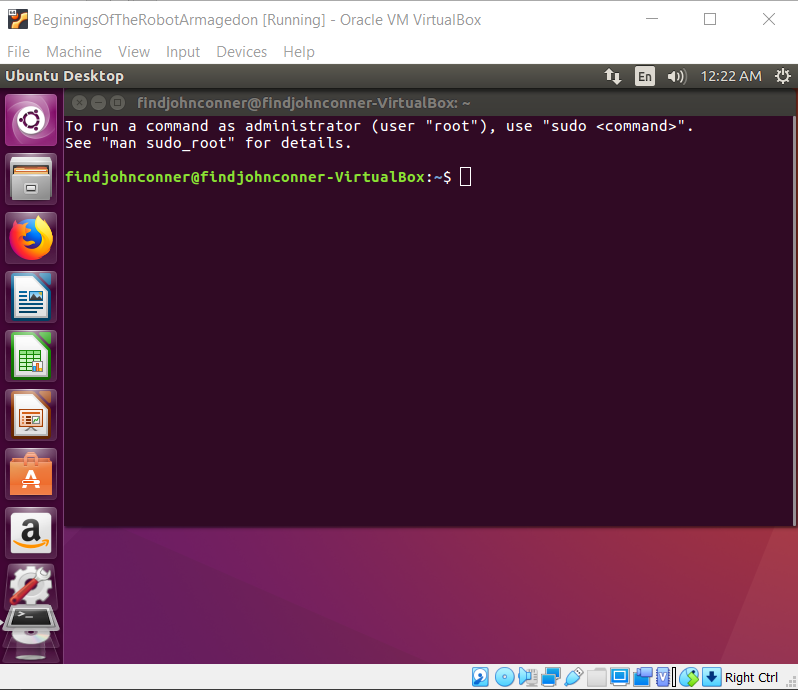 BeginingsOfTheRobotArmagedon [Running] - Oracle VM VirtualBox
File Machine View Input Devices Help
Ubuntu Desktop En 12:22 AM
findjohnconner@findjohnconner-VirtualBox: ~
To run a command as administrator (user "root"), use "sudo <command>".
See "man sudo_root" for details.
findjohnconner@findjohnconner-VirtualBox:~$
A
a
>_
V
Right Ctrl